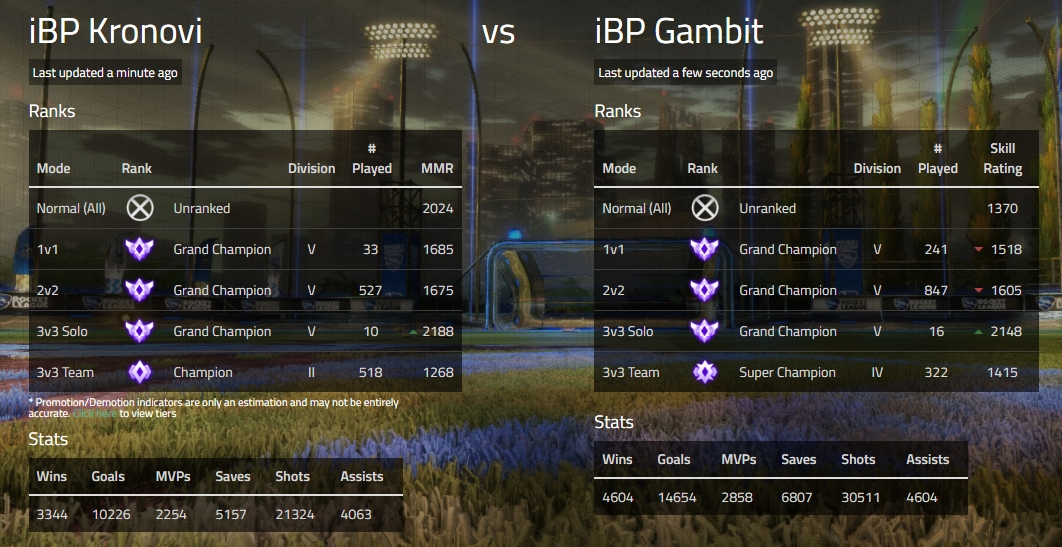 iBP Kronovi vs iBP Gambit
Last updated a minute ago
Ranks
Mode Rank Division # Played MMR
Normal (All) Unranked 2024
1v1 Grand Champion V 33 1685
2v2 Grand Champion V 527 1675
3v3 Solo Grand Champion V 10 2188
3v3 Team Champion II 518 1268
* Promotion/Demotion indicators are only an estimation and may not be entirely
accurate. Click here to view tiers
Stats
Wins Goals MVPs Saves Shots Assists
3344 10226 2254 5157 21324 4063
Last updated a few seconds ago
Ranks
Mode Rank Division # Played Skill Rating
Normal (All) Unranked 1370
1v1 Grand Champion V 241 1518
2v2 Grand Champion V 847 1605
3v3 Solo Grand Champion V 16 2148
3v3 Team Super Champion IV 322 1415
Stats
Wins Goals MVPs Saves Shots Assists
4604 14654 2858 6807 30511 4604